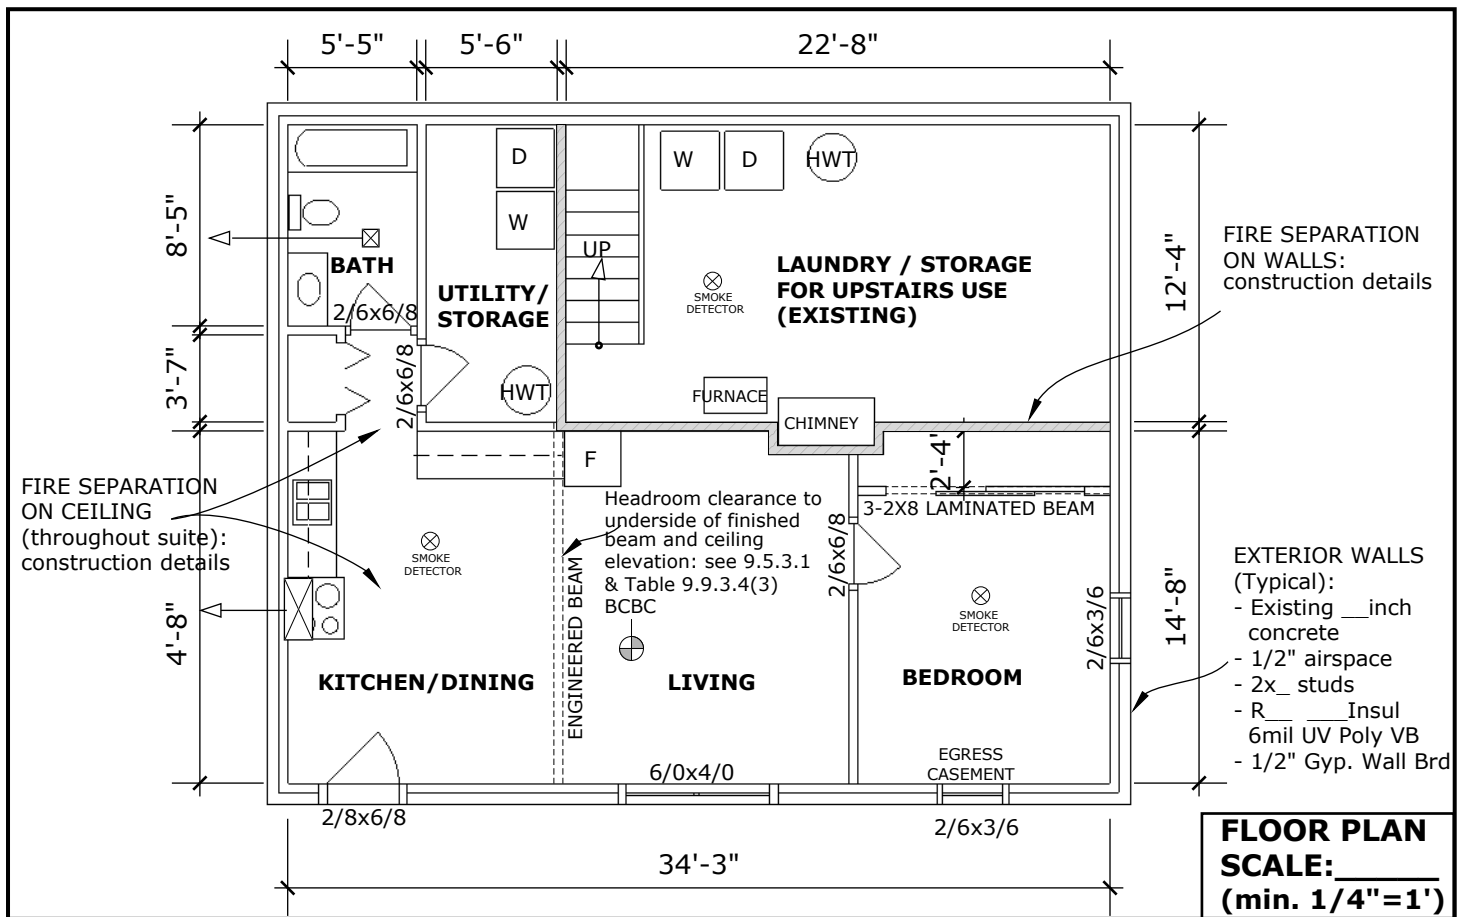 5'-5"
5'-6"
22'-8"
8'-5"
3'-7"
4'-8"
12'-4"
14'-8"
34'-3"
D
W
W
D
HWT
UP
BATH
2/6x6/8
UTILITY/
STORAGE
2/6x6/8
HWT
SMOKE
DETECTOR
LAUNDRY / STORAGE
FOR UPSTAIRS USE
(EXISTING)
FURNACE
CHIMNEY
FIRE SEPARATION
ON WALLS:
construction details
FIRE SEPARATION
ON CEILING
(throughout suite):
construction details
F
SMOKE
DETECTOR
Headroom clearance to
underside of finished
beam and ceiling
elevation: see 9.5.3.1
& Table 9.9.3.4(3)
BCBC
ENGINEERED BEAM
2'-4'
3-2X8 LAMINATED BEAM
2/6x6/8
SMOKE
DETECTOR
2/6x3/6
KITCHEN/DINING
LIVING
BEDROOM
EXTERIOR WALLS
(Typical):
- Existing __inch
concrete
- 1/2" airspace
- 2x_ studs
- R__ ___Insul
6mil UV Poly VB
- 1/2" Gyp. Wall Brd
6/0x4/0
EGRESS
CASEMENT
2/8x6/8
2/6x3/6
FLOOR PLAN
SCALE:_____
(min. 1/4"=1')